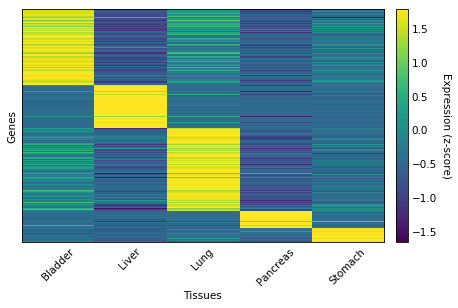 Genes
Bladder
Liver
Lung
Pancreas
Stomach
Tissues
1.5
1.0
0.5
0.0
−0.5
−1.0
−1.5
Expression (z-score)